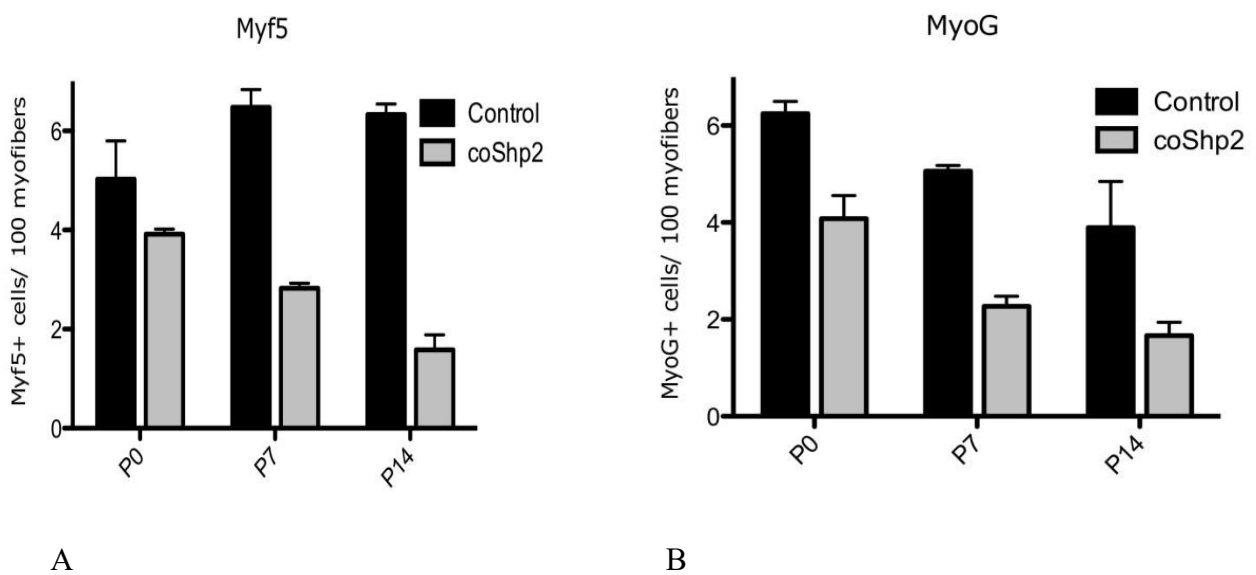 Myf5
Myf5+ cells/ 100 myofibers
6
4
2
0
P0
P7
P14
Control
coShp2
A
MyoG
MyoG+ cells/ 100 myofibers
6
4
2
0
P0
P7
P14
Control
coShp2
B